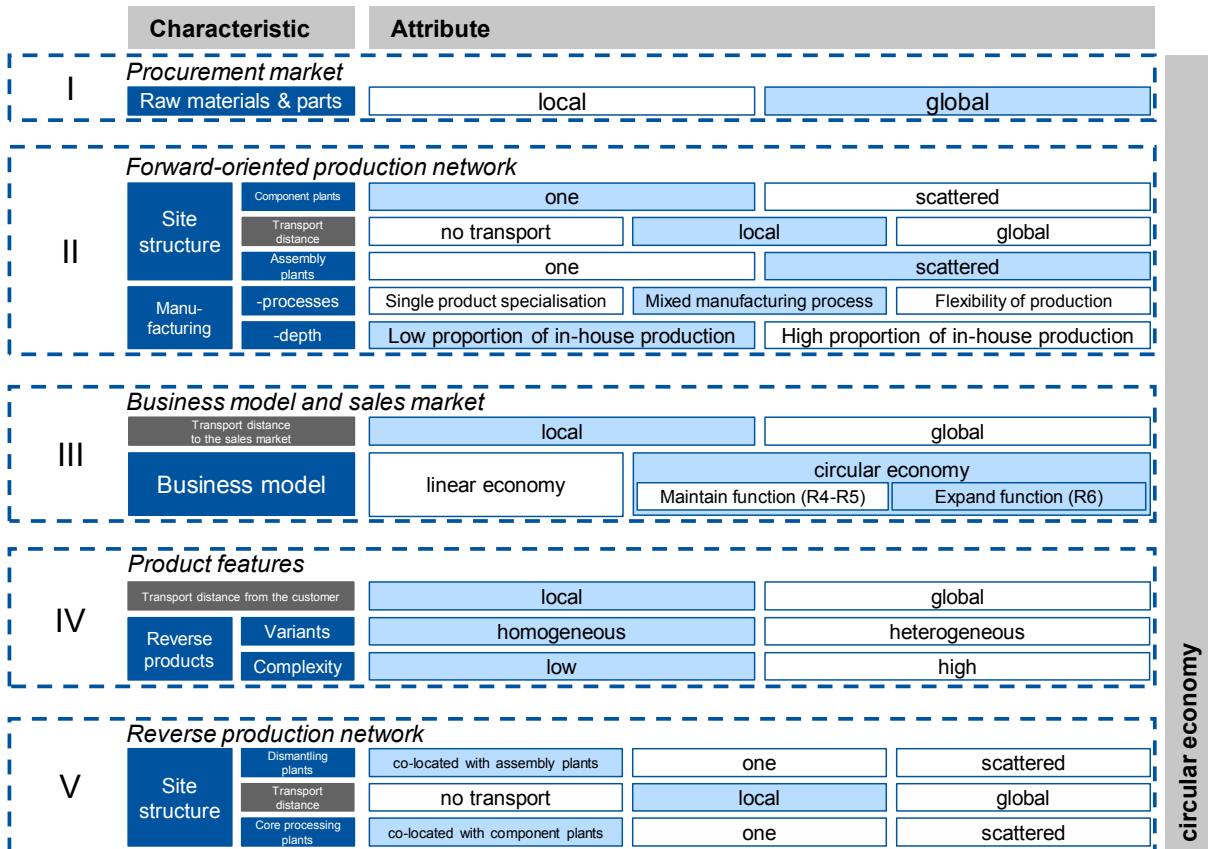 Characteristic
Attribute
I
Procurement market
Raw materials & parts
local
global
II
Forward-oriented production network
Site
structure
Component plants
one
scattered
Transport
distance
no transport
local
global
Assembly
plants
one
scattered
Manu-
facturing
-processes
Single product specialisation
Mixed manufacturing process
Flexibility of production
-depth
Low proportion of in-house production
High proportion of in-house production
III
Business model and sales market
Transport distance
to the sales market
local
global
Business model
linear economy
circular economy
Maintain function (R4-R5)
Expand function (R6)
IV
Product features
Transport distance from the customer
local
global
Reverse
products
Variants
homogeneous
heterogeneous
Complexity
low
high
V
Reverse production network
Site
structure
Dismantling
plants
co-located with assembly plants
one
scattered
Transport
distance
no transport
local
global
Core processing
plants
co-located with component plants
one
scattered
circular economy